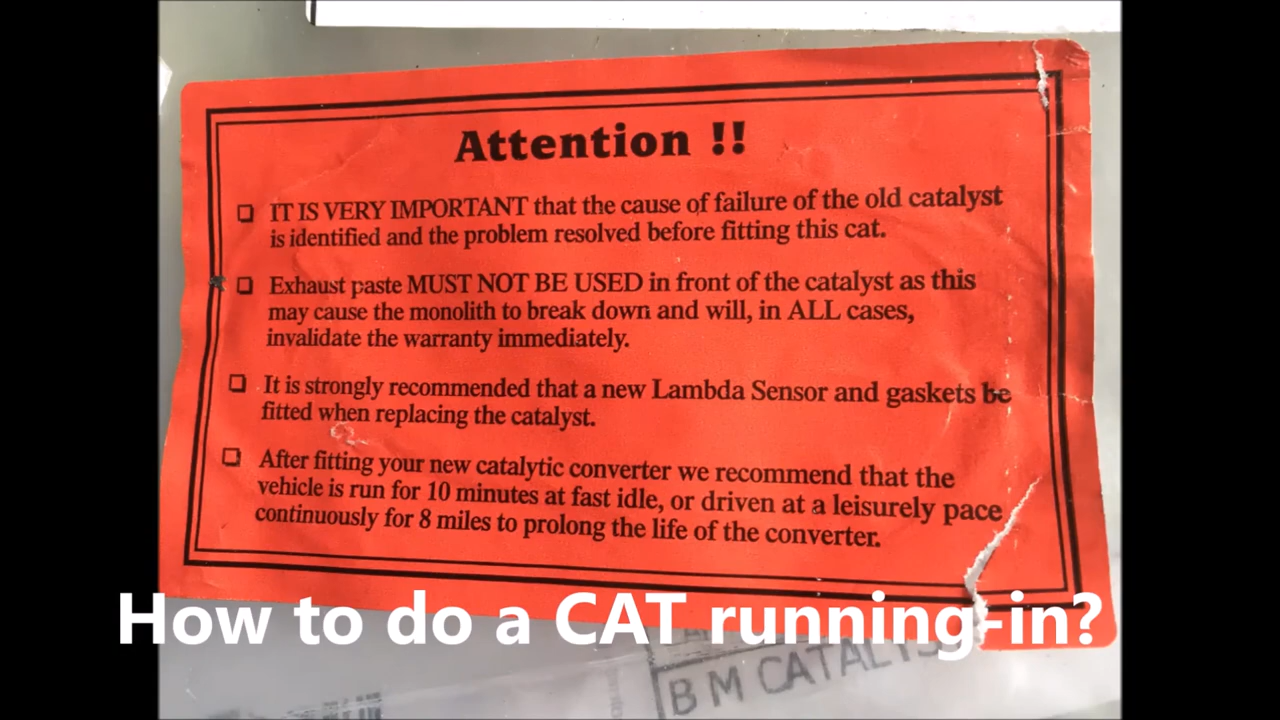 Attention !!
IT IS VERY IMPORTANT that the cause of failure of the old catalyst
is identified and the problem resolved before fitting this cat.
Exhaust paste MUST NOT BE USED in front of the catalyst as this
may cause the monolith to break down and will, in ALL cases,
invalidate the warranty immediately.
It is strongly recommended that a new Lambda Sensor and gaskets be
fitted when replacing the catalyst.
After fitting your new catalytic converter we recommend that the
vehicle is run for 10 minutes at fast idle, or driven at a leisurely pace
continuously for 8 miles to prolong the life of the converter.
How to do a CAT running-in?
B M CATALYS